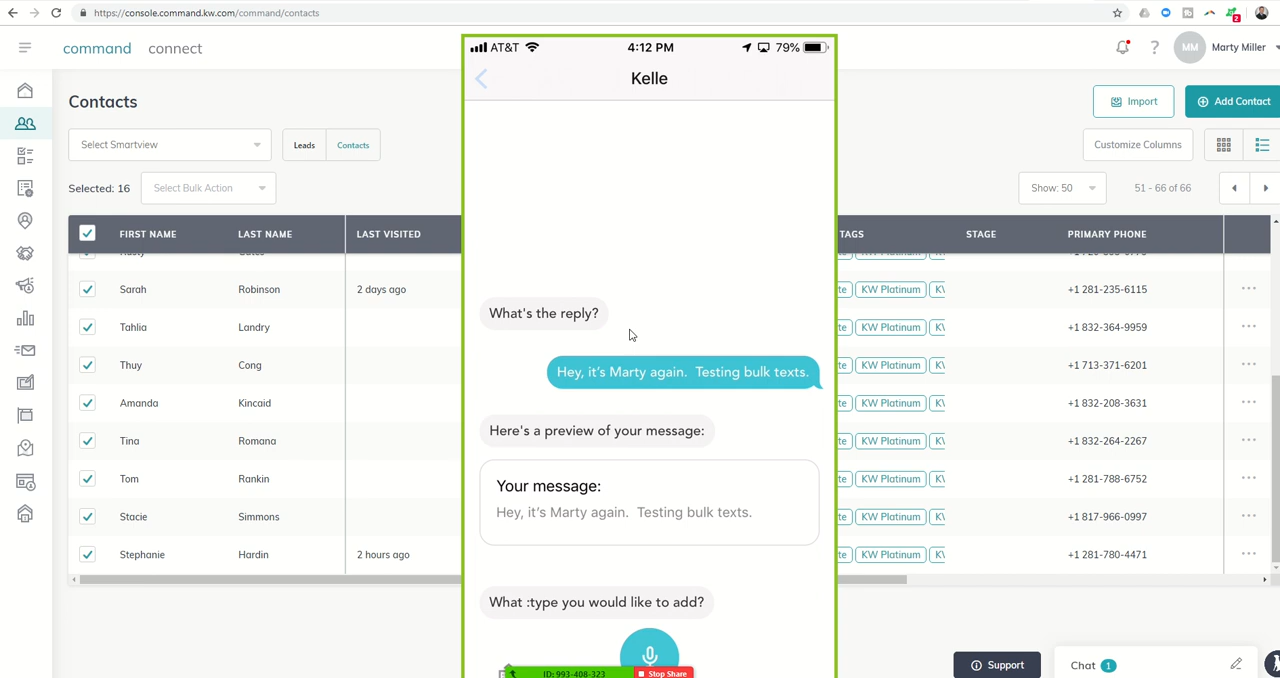 https://console.command.kw.com/command/contacts
2
command connect
AT&T 4:12 PM 79%
MM Marty Miller
Kelle
Contacts
Import
Add Contact
Select Smartview
Leads Contacts
Customize Columns
Selected: 16 Select Bulk Action
Show: 50 51 - 66 of 66
FIRST NAME LAST NAME LAST VISITED TAGS STAGE PRIMARY PHONE
Sarah Robinson 2 days ago KW Platinum +1 281-235-6115
What's the reply?
Tahlia Landry KW Platinum +1 832-364-9959
Thuy Cong KW Platinum +1 713-371-6201
Hey, it's Marty again. Testing bulk texts.
Amanda Kincaid KW Platinum +1 832-208-3631
Here's a preview of your message:
Tina Romana KW Platinum +1 832-264-2267
Tom Rankin KW Platinum +1 281-788-6752
Your message:
Hey, it's Marty again. Testing bulk texts.
Stacie Simmons KW Platinum +1 817-966-0997
Stephanie Hardin 2 hours ago KW Platinum +1 281-780-4471
What :type you would like to add?
Support
Chat 1
ID: 993-408-323 Stop Share